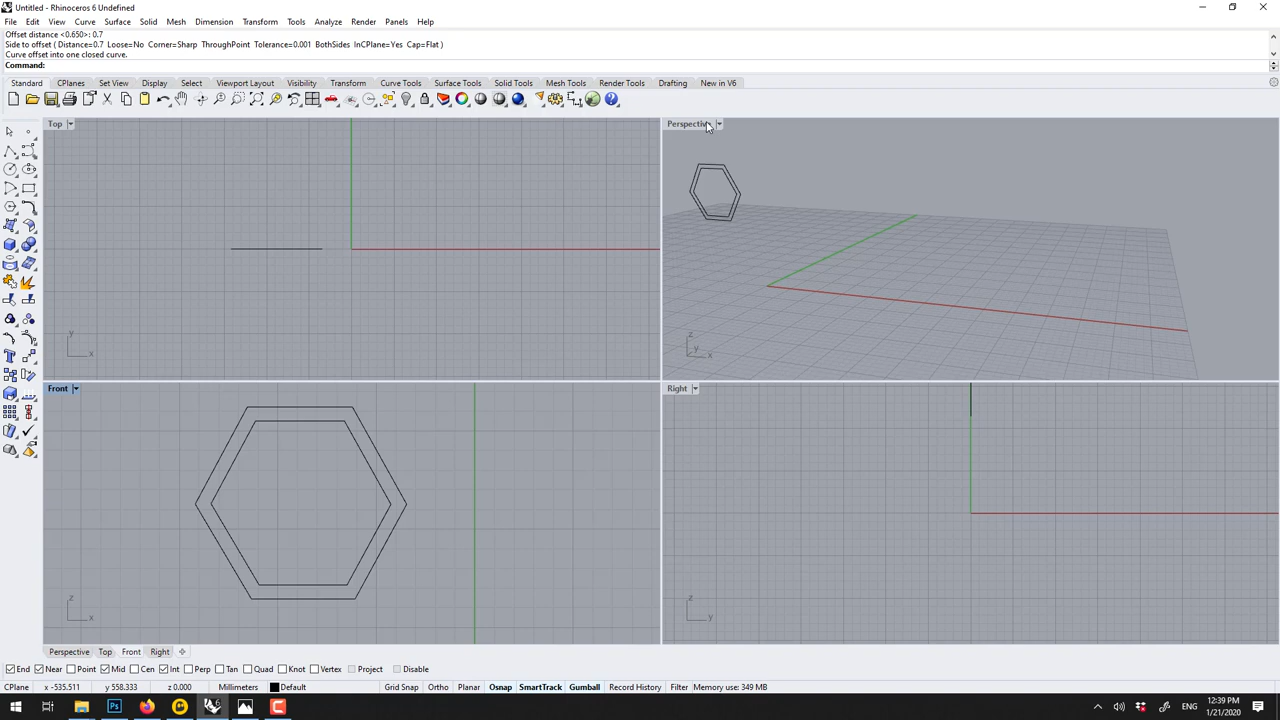 Untitled - Rhinoceros 6 Undefined
File Edit View Curve Surface Solid Mesh Dimension Transform Tools Analyze Render Panels Help
Offset distance <0.650>: 0.7
Side to offset ( Distance=0.7 Loose=No Corner=Sharp ThroughPoint Tolerance=0.001 BothSides InCPlane=Yes Cap=Flat )
Curve offset into one closed curve.
Command:
Standard CPlanes Set View Display Select Viewport Layout Visibility Transform Curve Tools Surface Tools Solid Tools Mesh Tools Render Tools Drafting New in V6
Top
Perspective
y
x
z
y
x
Front
Right
z
x
z
y
Perspective Top Front Right
End Near Point Mid Cen Int Perp Tan Quad Knot Vertex Project Disable
CPlane x -535.511 y 558.333 z 0.000 Millimeters Default Grid Snap Ortho Planar Osnap SmartTrack Gumball Record History Filter Memory use: 349 MB
Ps
ENG
12:39 PM
1/21/2020